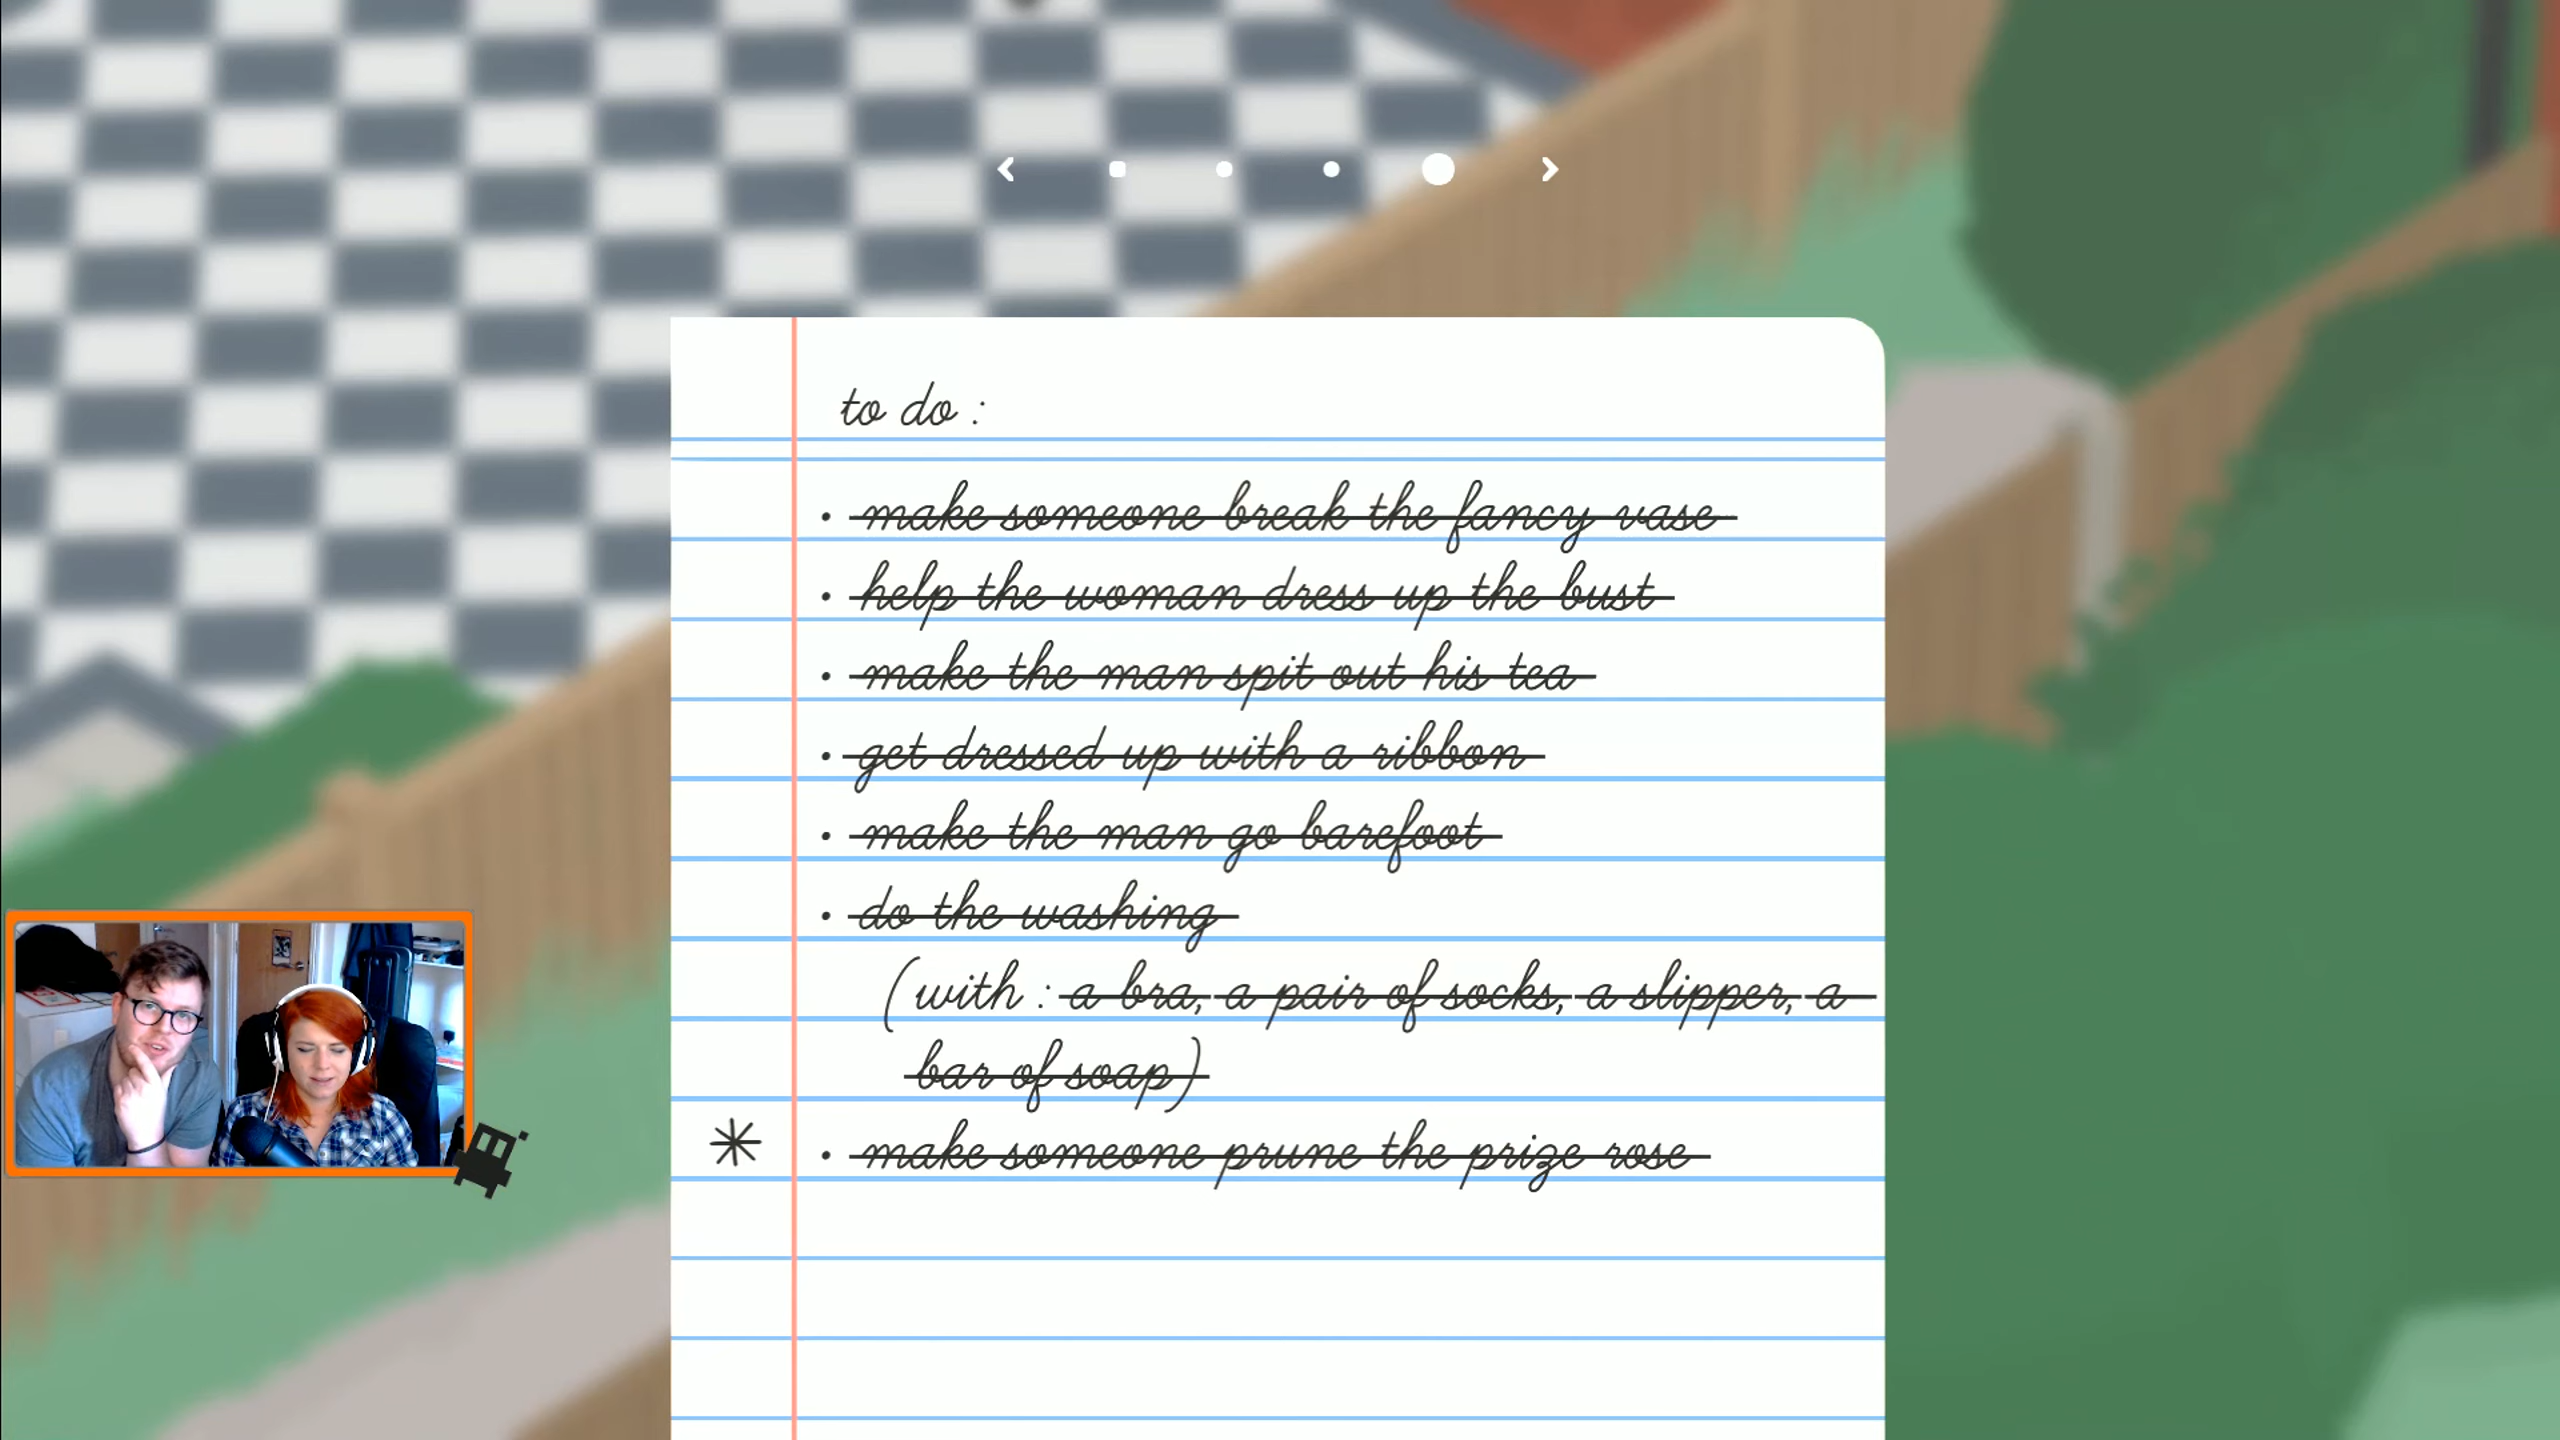 to do :
• make someone break the fancy vase
• help the woman dress up the bust
• make the man spit out his tea
• get dressed up with a ribbon
• make the man go barefoot
• do the washing
(with : a bra, a pair of socks, a slipper, a
bar of soap)
* • make someone prune the prize rose